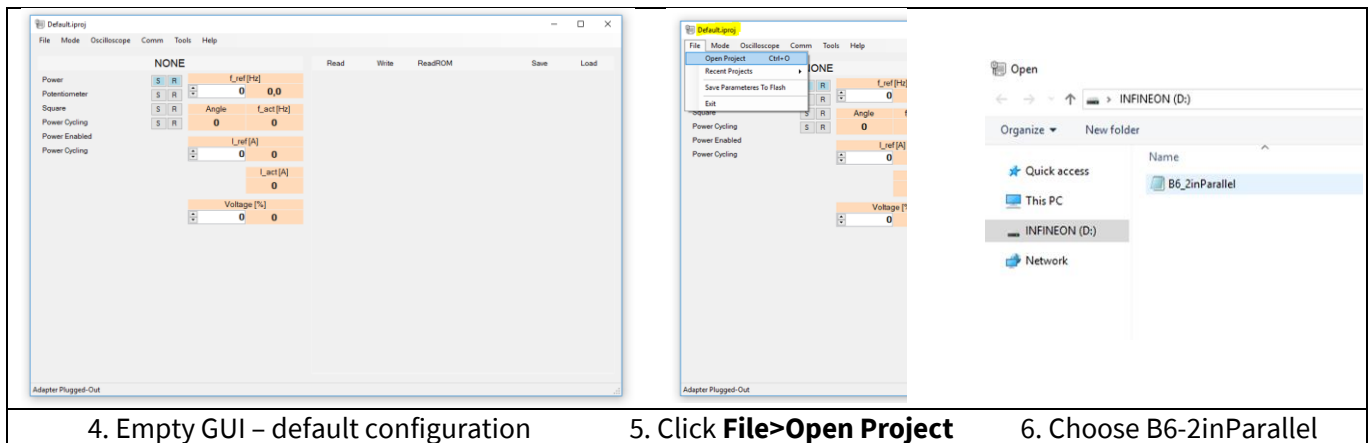 Default.iproj
File Mode Oscilloscope Comm Tools Help
NONE
Read Write ReadROM Save Load
Power S R f_ref[Hz]
Potentiometer S R 0 0,0
Square S R Angle f_act[Hz]
Power Cycling S R 0 0
Power Enabled I_ref[A]
Power Cycling 0 0
I_act[A]
0
Voltage [%]
0 0
Adapter Plugged-Out
4. Empty GUI – default configuration
Default.iproj
File Mode Oscilloscope Comm Tools Help
Open Project Ctrl+O
Recent Projects
Save Parameteres To Flash
Exit
IONE
R f_ref[Hz
R 0
Square S R Angle f
Power Cycling S R 0
Power Enabled I_ref[A]
Power Cycling 0
Voltage [%
0
Adapter Plugged-Out
5. Click File>Open Project
Open
INFINEON (D:)
Organize New folder
Name
Quick access
B6_2inParallel
This PC
INFINEON (D:)
Network
6. Choose B6-2inParallel